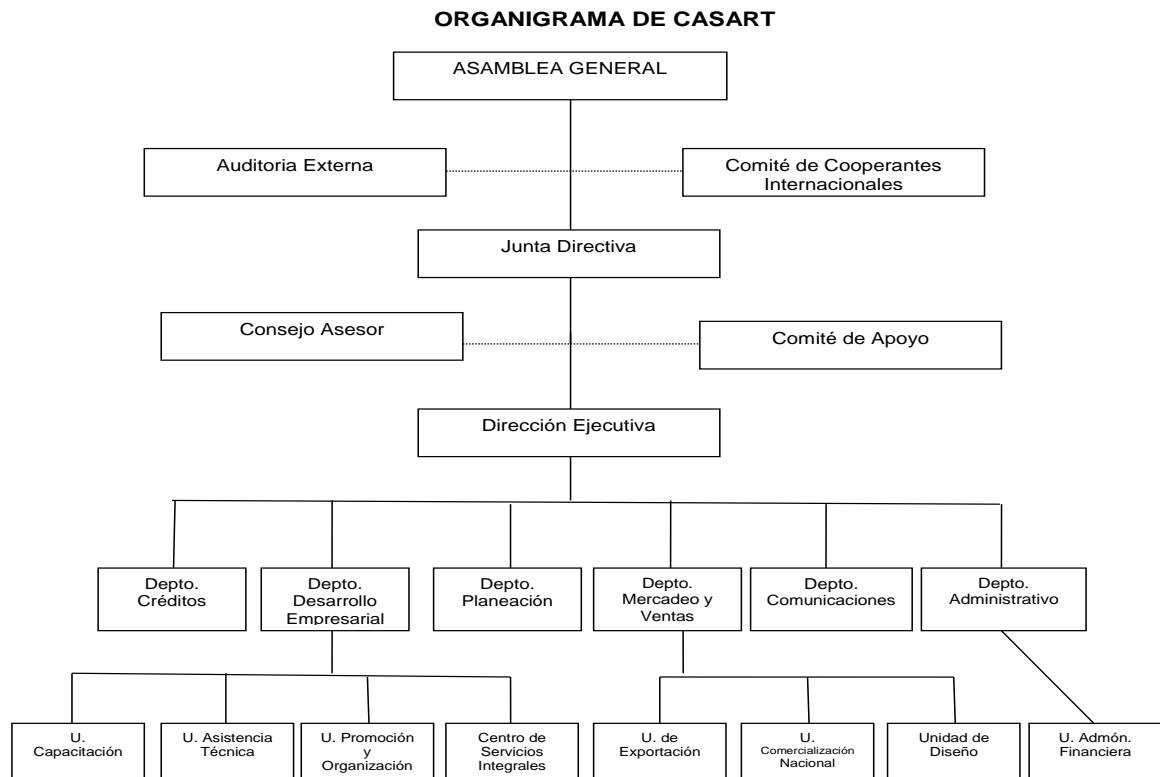 ORGANIGRAMA DE CASART
ASAMBLEA GENERAL
Auditoria Externa
Comité de Cooperantes
Internacionales
Junta Directiva
Consejo Asesor
Comité de Apoyo
Dirección Ejecutiva
Depto.
Créditos
Depto.
Desarrollo
Empresarial
Depto.
Planeación
Depto.
Mercadeo y
Ventas
Depto.
Comunicaciones
Depto.
Administrativo
U.
Capacitación
U. Asistencia
Técnica
U. Promoción
y
Organización
Centro de
Servicios
Integrales
U. de
Exportación
U.
Comercialización
Nacional
Unidad de
Diseño
U. Admón.
Financiera